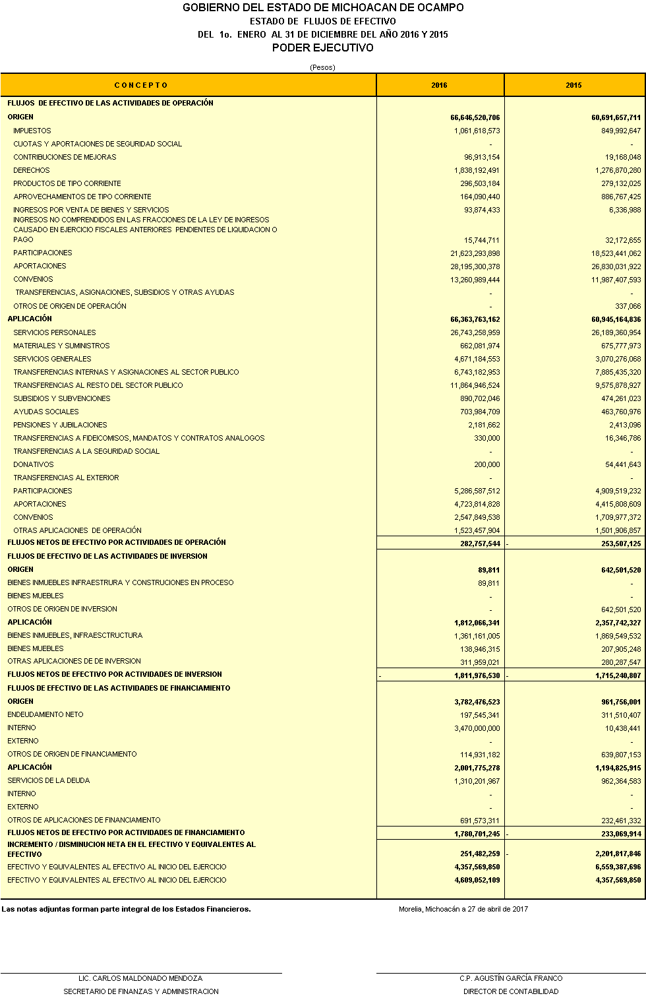 GOBIERNO DEL ESTADO DE MICHOACAN DE OCAMPO
ESTADO DE FLUJOS DE EFECTIVO
DEL 1o. ENERO AL 31 DE DICIEMBRE DEL AÑO 2016 Y 2015
PODER EJECUTIVO
(Pesos)
C O N C E P T O 2016 2015
FLUJOS DE EFECTIVO DE LAS ACTIVIDADES DE OPERACIÓN
ORIGEN 66,646,520,706 60,691,657,711
IMPUESTOS 1,061,618,573 849,992,647
CUOTAS Y APORTACIONES DE SEGURIDAD SOCIAL - -
CONTRIBUCIONES DE MEJORAS 96,913,154 19,168,048
DERECHOS 1,838,192,491 1,276,870,280
PRODUCTOS DE TIPO CORRIENTE 296,503,184 279,132,025
APROVECHAMIENTOS DE TIPO CORRIENTE 164,090,440 886,767,425
INGRESOS POR VENTA DE BIENES Y SERVICIOS 93,874,433 6,336,988
INGRESOS NO COMPRENDIDOS EN LAS FRACCIONES DE LA LEY DE INGRESOS
CAUSADO EN EJERCICIO FISCALES ANTERIORES PENDIENTES DE LIQUIDACION O
PAGO 15,744,711 32,172,655
PARTICIPACIONES 21,623,293,898 18,523,441,062
APORTACIONES 28,195,300,378 26,830,031,922
CONVENIOS 13,260,989,444 11,987,407,593
TRANSFERENCIAS, ASIGNACIONES, SUBSIDIOS Y OTRAS AYUDAS - -
OTROS DE ORIGEN DE OPERACIÓN - 337,066
APLICACIÓN 66,363,763,162 60,945,164,836
SERVICIOS PERSONALES 26,743,258,959 26,189,360,954
MATERIALES Y SUMINISTROS 662,081,974 675,777,973
SERVICIOS GENERALES 4,671,184,553 3,070,276,068
TRANSFERENCIAS INTERNAS Y ASIGNACIONES AL SECTOR PUBLICO 6,743,182,953 7,885,435,320
TRANSFERENCIAS AL RESTO DEL SECTOR PUBLICO 11,864,946,524 9,575,878,927
SUBSIDIOS Y SUBVENCIONES 890,702,046 474,261,023
AYUDAS SOCIALES 703,984,709 463,760,976
PENSIONES Y JUBILACIONES 2,181,662 2,413,096
TRANSFERENCIAS A FIDEICOMISOS, MANDATOS Y CONTRATOS ANALOGOS 330,000 16,346,786
TRANSFERENCIAS A LA SEGURIDAD SOCIAL - -
DONATIVOS 200,000 54,441,643
TRANSFERENCIAS AL EXTERIOR - -
PARTICIPACIONES 5,286,587,512 4,909,519,232
APORTACIONES 4,723,814,828 4,415,808,609
CONVENIOS 2,547,849,538 1,709,977,372
OTRAS APLICACIONES DE OPERACIÓN 1,523,457,904 1,501,906,857
FLUJOS NETOS DE EFECTIVO POR ACTIVIDADES DE OPERACIÓN 282,757,544 - 253,507,125
FLUJOS DE EFECTIVO DE LAS ACTIVIDADES DE INVERSION
ORIGEN 89,811 642,501,520
BIENES INMUEBLES INFRAESTRURA Y CONSTRUCIONES EN PROCESO 89,811 -
BIENES MUEBLES - -
OTROS DE ORIGEN DE INVERSION - 642,501,520
APLICACIÓN 1,812,066,341 2,357,742,327
BIENES INMUEBLES, INFRAESCTRUCTURA 1,361,161,005 1,869,549,532
BIENES MUEBLES 138,946,315 207,905,248
OTRAS APLICACIONES DE DE INVERSION 311,959,021 280,287,547
FLUJOS NETOS DE EFECTIVO POR ACTIVIDADES DE INVERSION - 1,811,976,530 - 1,715,240,807
FLUJOS DE EFECTIVO DE LAS ACTIVIDADES DE FINANCIAMIENTO
ORIGEN 3,782,476,523 961,756,001
ENDEUDAMIENTO NETO 197,545,341 311,510,407
INTERNO 3,470,000,000 10,438,441
EXTERNO - -
OTROS DE ORIGEN DE FINANCIAMIENTO 114,931,182 639,807,153
APLICACIÓN 2,001,775,278 1,194,825,915
SERVICIOS DE LA DEUDA 1,310,201,967 962,364,583
INTERNO - -
EXTERNO - -
OTROS DE APLICACIONES DE FINANCIAMIENTO 691,573,311 232,461,332
FLUJOS NETOS DE EFECTIVO POR ACTIVIDADES DE FINANCIAMIENTO 1,780,701,245 - 233,069,914
INCREMENTO / DISMINUCION NETA EN EL EFECTIVO Y EQUIVALENTES AL
EFECTIVO 251,482,259 - 2,201,817,846
EFECTIVO Y EQUIVALENTES AL EFECTIVO AL INICIO DEL EJERCICIO 4,357,569,850 6,559,387,696
EFECTIVO Y EQUIVALENTES AL EFECTIVO AL INICIO DEL EJERCICIO 4,609,052,109 4,357,569,850
Las notas adjuntas forman parte integral de los Estados Financieros. Morelia, Michoacán a 27 de abril de 2017
LIC. CARLOS MALDONADO MENDOZA C.P. AGUSTÍN GARCÍA FRANCO
SECRETARIO DE FINANZAS Y ADMINISTRACION DIRECTOR DE CONTABILIDAD